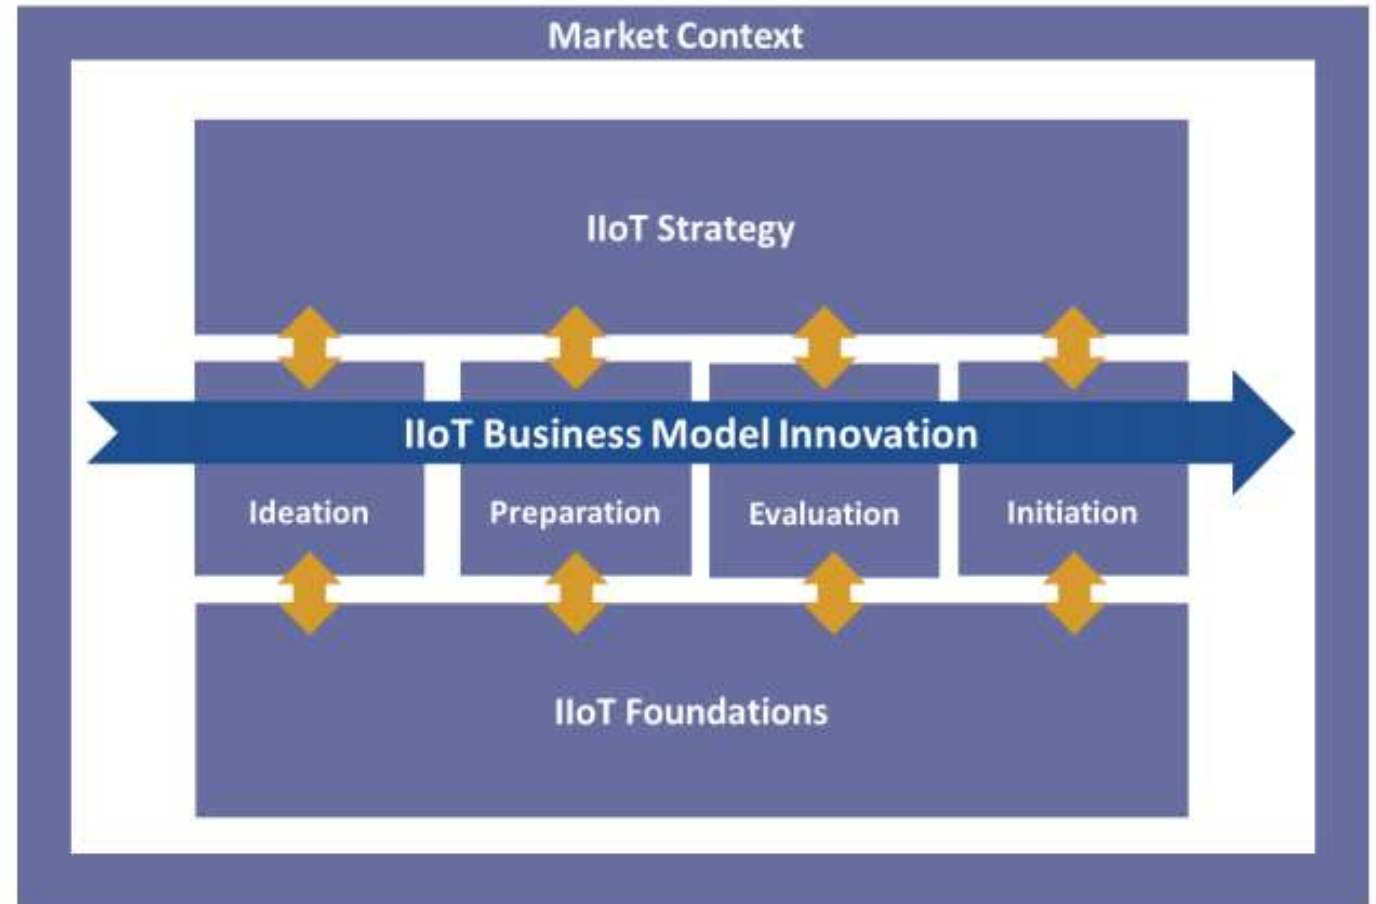 Market Context
IIoT Strategy
IIoT Business Model Innovation
Ideation
Preparation
Evaluation
Initiation
IIoT Foundations